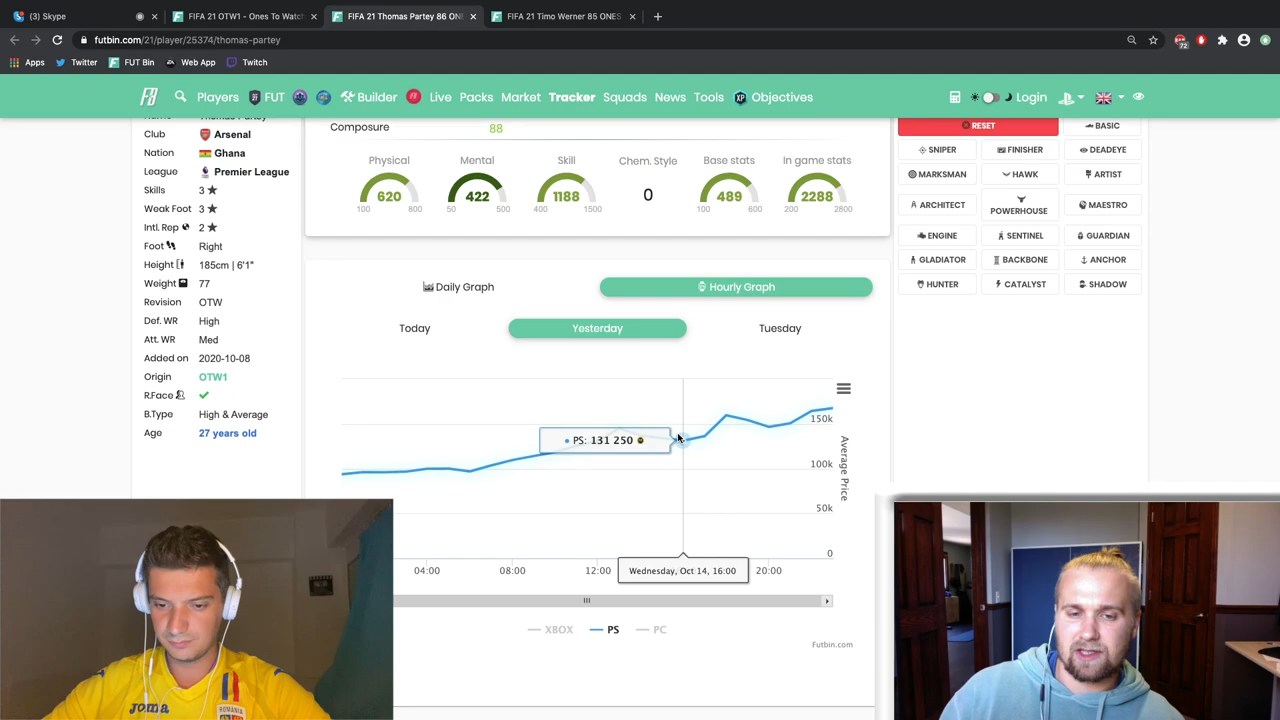 (3) Skype
FIFA 21 OTW1 - Ones To Watch
FIFA 21 Thomas Partey 86 ONE
FIFA 21 Timo Werner 85 ONES
futbin.com/21/player/25374/thomas-partey
72
Apps Twitter FUT Bin Web App Twitch
Players FUT Builder Live Packs Market Tracker Squads News Tools XP Objectives Login
Club Arsenal
Nation Ghana
League Premier League
Skills 3
Weak Foot 3
Intl. Rep 2
Foot Right
Height 185cm | 6'1"
Weight 77
Revision OTW
Def. WR High
Att. WR Med
Added on 2020-10-08
Origin OTW1
R.Face
B.Type High & Average
Age 27 years old
Composure 88
Physical Mental Skill Chem. Style Base stats In game stats
620 422 1188 0 489 2288
100 800 50 500 400 1500 100 600 200 2800
Daily Graph Hourly Graph
Today Yesterday Tuesday
PS: 131 250
150k
100k
50k
0
Average Price
04:00 08:00 12:00 Wednesday, Oct 14, 16:00 20:00
XBOX PS PC
Futbin.com
RESET BASIC
SNIPER FINISHER DEADEYE
MARKSMAN HAWK ARTIST
ARCHITECT POWERHOUSE MAESTRO
ENGINE SENTINEL GUARDIAN
GLADIATOR BACKBONE ANCHOR
HUNTER CATALYST SHADOW
joma
ROMANIA